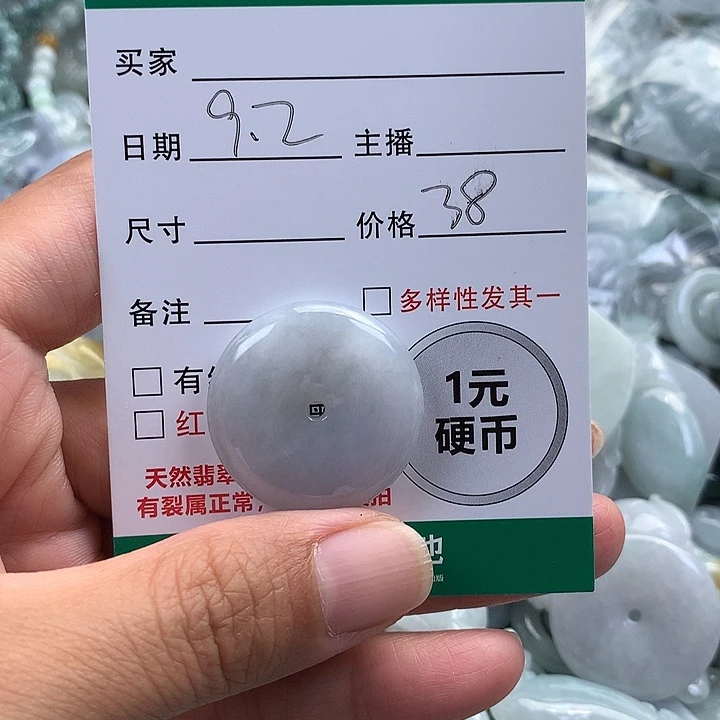 买家
日期 9.2 主播
尺寸 价格 38
备注 多样性发其一
有
1元
红
硬币
天然翡翠
有裂属正常,